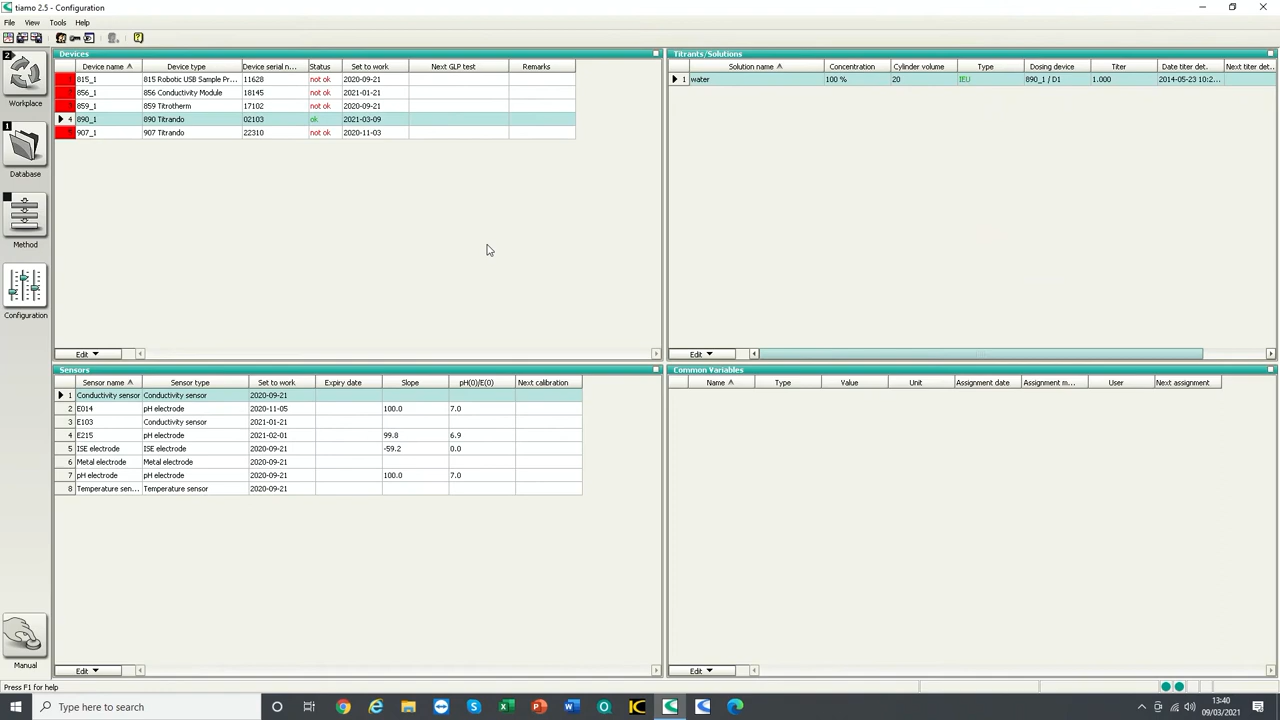 tiamo 2.5 - Configuration
File View Tools Help
2
Workplace
1
Database
Method
Configuration
Manual
Devices
Device name Device type Device serial n... Status Set to work Next GLP test Remarks
815_1 815 Robotic USB Sample Pr... 11628 not ok 2020-09-21
856_1 856 Conductivity Module 18145 not ok 2021-01-21
859_1 859 Titrotherm 17102 not ok 2020-09-21
4 890_1 890 Titrando 02103 ok 2021-03-09
907_1 907 Titrando 22310 not ok 2020-11-03
Edit
Titrants/Solutions
Solution name Concentration Cylinder volume Type Dosing device Titer Date titer det. Next titer det.
1 water 100 % 20 IEU 890_1 / D1 1.000 2014-05-23 10:2...
Edit
Sensors
Sensor name Sensor type Set to work Expiry date Slope pH(0)/E(0) Next calibration
1 Conductivity sensor Conductivity sensor 2020-09-21
2 E014 pH electrode 2020-11-05 100.0 7.0
3 E103 Conductivity sensor 2021-01-21
4 E215 pH electrode 2021-02-01 99.8 6.9
5 ISE electrode ISE electrode 2020-09-21 -59.2 0.0
6 Metal electrode Metal electrode 2020-09-21
7 pH electrode pH electrode 2020-09-21 100.0 7.0
8 Temperature sen... Temperature sensor 2020-09-21
Edit
Common Variables
Name Type Value Unit Assignment date Assignment m... User Next assignment
Edit
Press F1 for help
Type here to search
13:40
09/03/2021